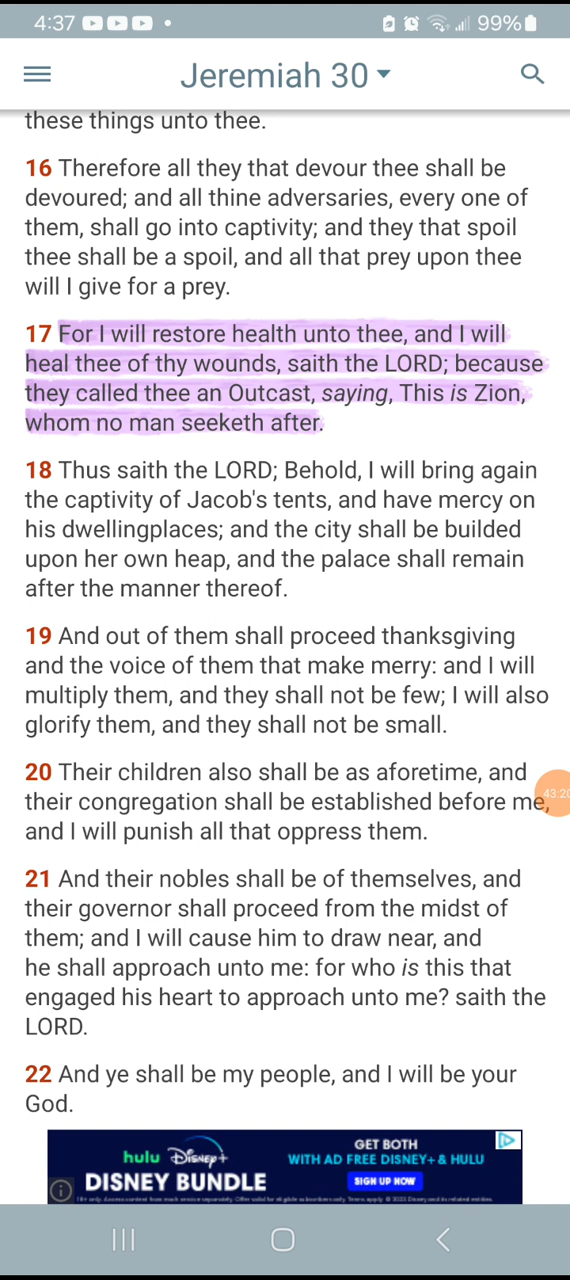 4:37
99%
Jeremiah 30
these things unto thee.
16 Therefore all they that devour thee shall be
devoured; and all thine adversaries, every one of
them, shall go into captivity; and they that spoil
thee shall be a spoil, and all that prey upon thee
will I give for a prey.
17 For I will restore health unto thee, and I will
heal thee of thy wounds, saith the LORD; because
they called thee an Outcast, saying, This is Zion,
whom no man seeketh after.
18 Thus saith the LORD; Behold, I will bring again
the captivity of Jacob's tents, and have mercy on
his dwellingplaces; and the city shall be builded
upon her own heap, and the palace shall remain
after the manner thereof.
19 And out of them shall proceed thanksgiving
and the voice of them that make merry: and I will
multiply them, and they shall not be few; I will also
glorify them, and they shall not be small.
20 Their children also shall be as aforetime, and
their congregation shall be established before me,
and I will punish all that oppress them.
43:20
21 And their nobles shall be of themselves, and
their governor shall proceed from the midst of
them; and I will cause him to draw near, and
he shall approach unto me: for who is this that
engaged his heart to approach unto me? saith the
LORD.
22 And ye shall be my people, and I will be your
God.
hulu Disney+
DISNEY BUNDLE
GET BOTH
WITH AD FREE DISNEY+ & HULU
SIGN UP NOW